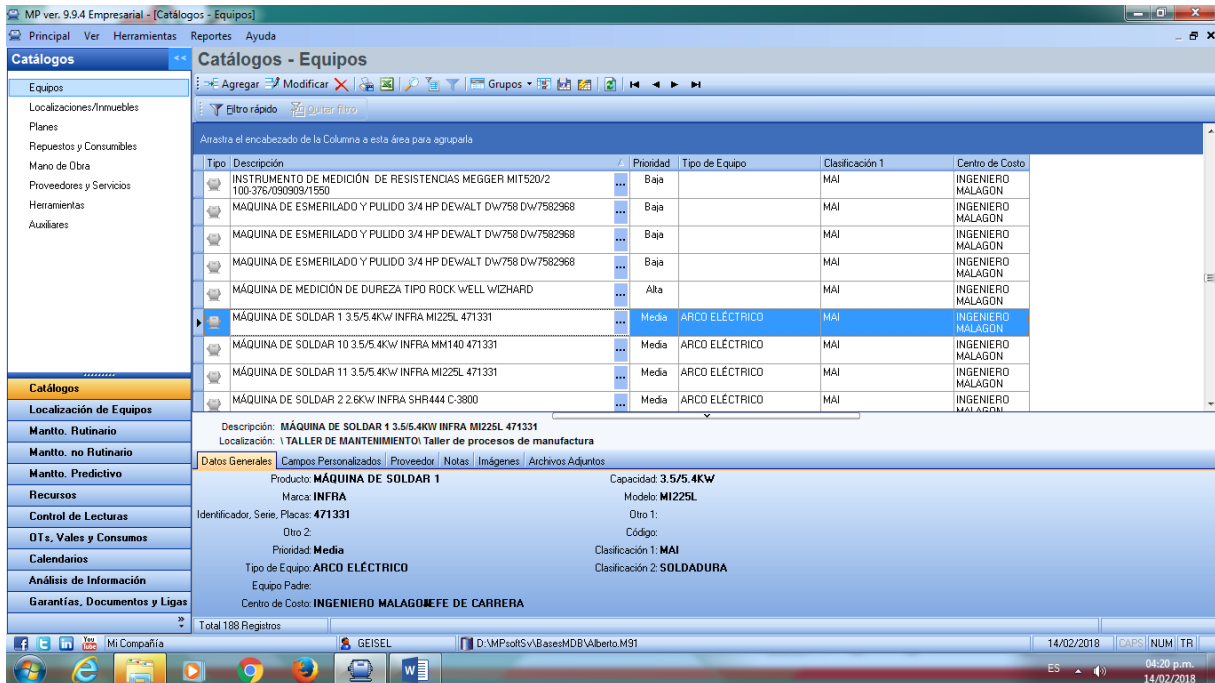 MP ver. 9.9.4 Empresarial - [Catálogos - Equipos]
Principal Ver Herramientas Reportes Ayuda
Catálogos <<
Catálogos - Equipos
Agregar Modificar Grupos
Filtro rápido Quitar filtro
Equipos
Localizaciones/Inmuebles
Planes
Repuestos y Consumibles
Mano de Obra
Proveedores y Servicios
Herramientas
Auxiliares
Arrastra el encabezado de la Columna a esta área para agruparla
Tipo Descripción Prioridad Tipo de Equipo Clasificación 1 Centro de Costo
INSTRUMENTO DE MEDICIÓN DE RESISTENCIAS MEGGER MIT520/2 100-376/090909/1550 ... Baja MAI INGENIERO MALAGON
MAQUINA DE ESMERILADO Y PULIDO 3/4 HP DEWALT DW758 DW7582968 ... Baja MAI INGENIERO MALAGON
MAQUINA DE ESMERILADO Y PULIDO 3/4 HP DEWALT DW758 DW7582968 ... Baja MAI INGENIERO MALAGON
MAQUINA DE ESMERILADO Y PULIDO 3/4 HP DEWALT DW758 DW7582968 ... Baja MAI INGENIERO MALAGON
MÁQUINA DE MEDICIÓN DE DUREZA TIPO ROCK WELL WIZHARD ... Alta MAI INGENIERO MALAGON
MÁQUINA DE SOLDAR 1 3.5/5.4KW INFRA MI225L 471331 ... Media ARCO ELÉCTRICO MAI INGENIERO MALAGON
MÁQUINA DE SOLDAR 10 3.5/5.4KW INFRA MM140 471331 ... Media ARCO ELÉCTRICO MAI INGENIERO MALAGON
MÁQUINA DE SOLDAR 11 3.5/5.4KW INFRA MI225L 471331 ... Media ARCO ELÉCTRICO MAI INGENIERO MALAGON
MÁQUINA DE SOLDAR 2 2.6KW INFRA SHR444 C-3800 ... Media ARCO ELÉCTRICO MAI INGENIERO MALAGON
Catálogos
Localización de Equipos
Mantto. Rutinario
Mantto. no Rutinario
Mantto. Predictivo
Recursos
Control de Lecturas
OTs, Vales y Consumos
Calendarios
Análisis de Información
Garantías, Documentos y Ligas
Descripción: MÁQUINA DE SOLDAR 1 3.5/5.4KW INFRA MI225L 471331
Localización: \ TALLER DE MANTENIMIENTO\ Taller de procesos de manufactura
Datos Generales Campos Personalizados Proveedor Notas Imágenes Archivos Adjuntos
Producto: MÁQUINA DE SOLDAR 1 Capacidad: 3.5/5.4KW
Marca: INFRA Modelo: MI225L
Identificador, Serie, Placas: 471331 Otro 1:
Otro 2: Código:
Prioridad: Media Clasificación 1: MAI
Tipo de Equipo: ARCO ELÉCTRICO Clasificación 2: SOLDADURA
Equipo Padre:
Centro de Costo: INGENIERO MALAGON JEFE DE CARRERA
Total 188 Registros
You Tube Mi Compañía GEISEL D:\MPsoftSv\BasesMDB\Alberto.M91 14/02/2018 CAPS NUM TR
ES 04:20 p.m.
14/02/2018